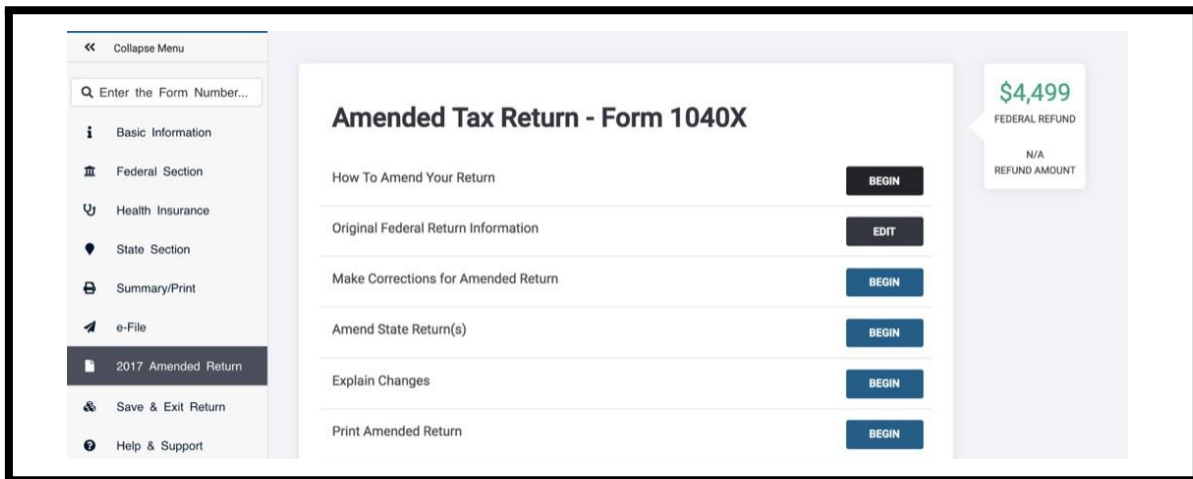 Collapse Menu
Enter the Form Number...
Basic Information
Federal Section
Health Insurance
State Section
Summary/Print
e-File
2017 Amended Return
Save & Exit Return
Help & Support
Amended Tax Return - Form 1040X
How To Amend Your Return BEGIN
Original Federal Return Information EDIT
Make Corrections for Amended Return BEGIN
Amend State Return(s) BEGIN
Explain Changes BEGIN
Print Amended Return BEGIN
$4,499
FEDERAL REFUND
N/A
REFUND AMOUNT